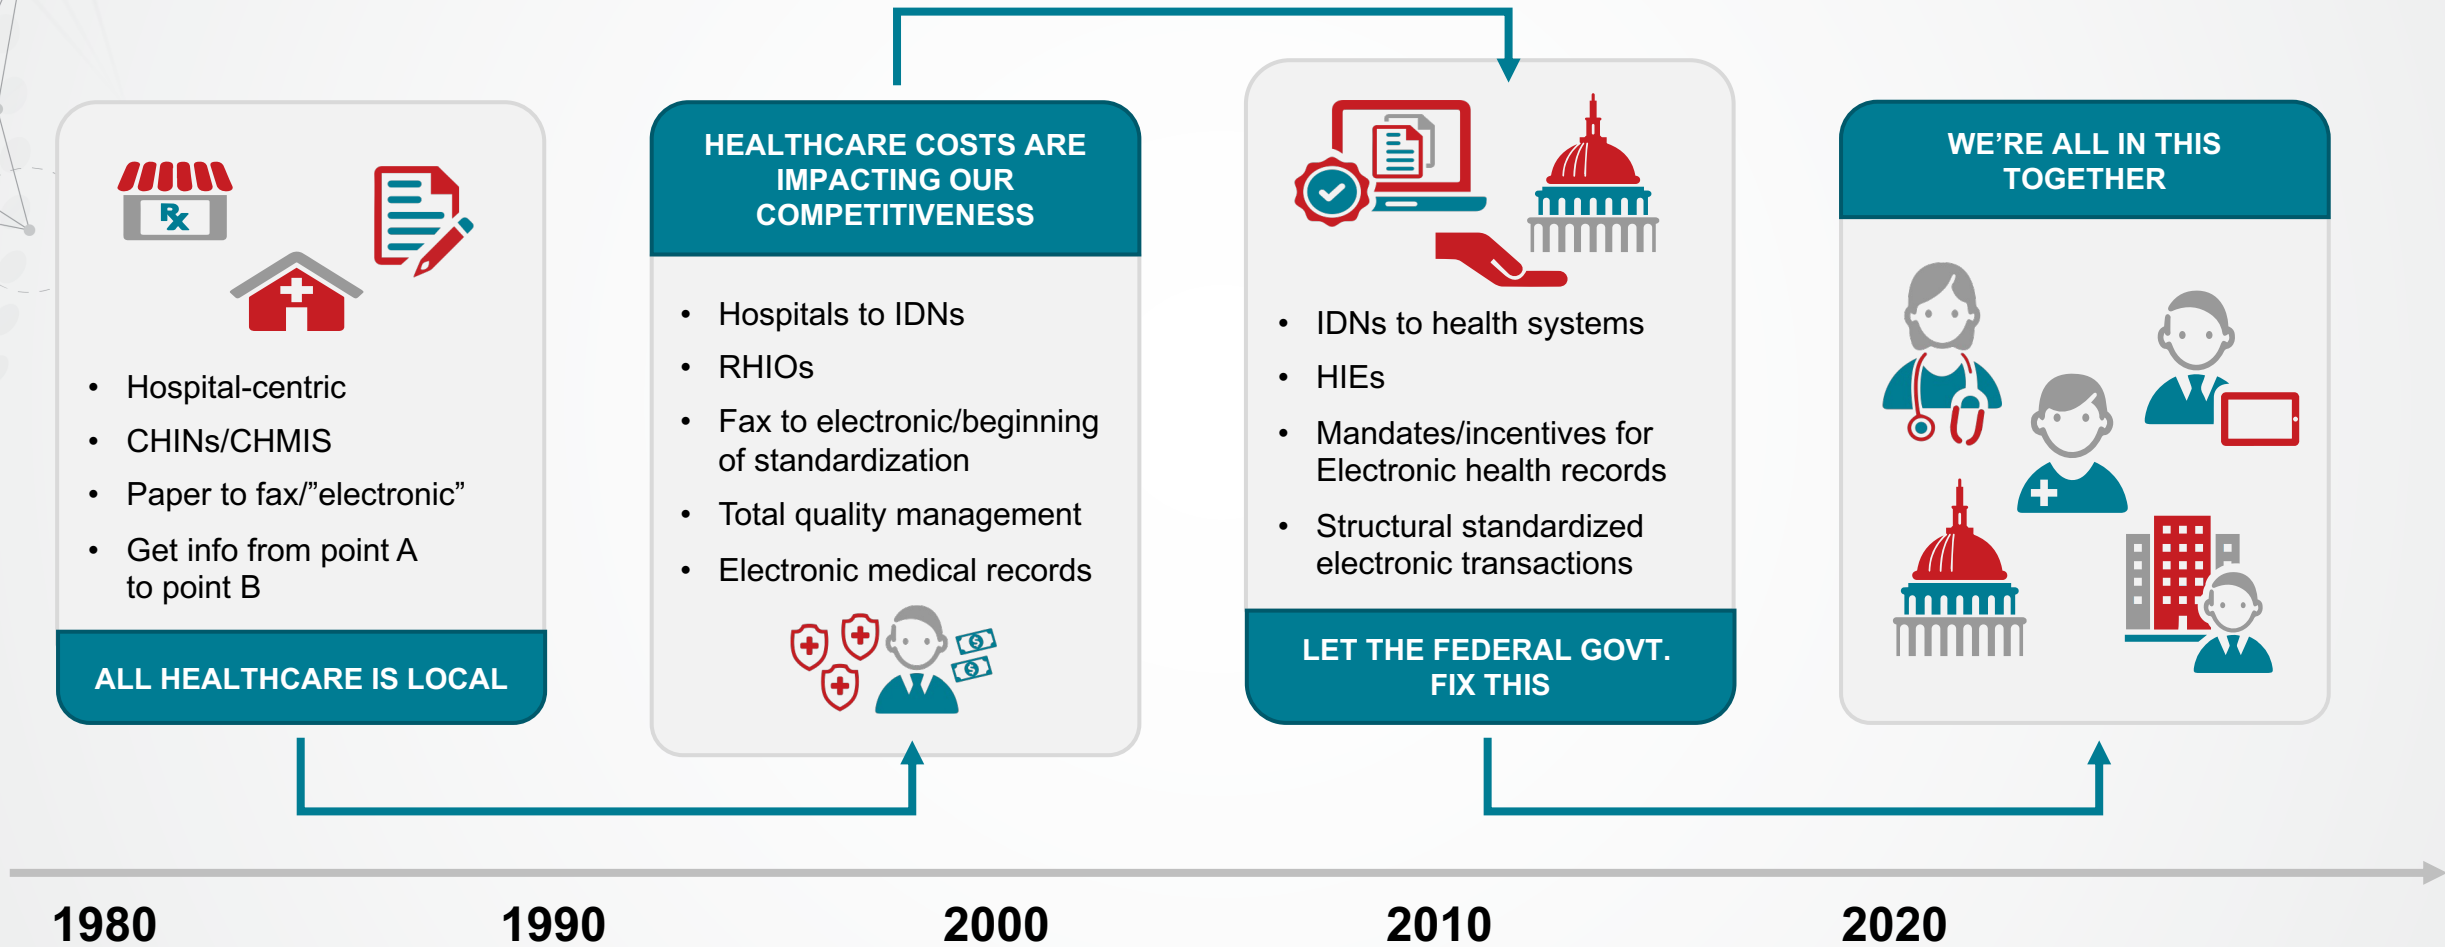 Rx
• Hospital-centric
• CHINs/CHMIS
• Paper to fax/”electronic”
• Get info from point A
to point B
ALL HEALTHCARE IS LOCAL
HEALTHCARE COSTS ARE
IMPACTING OUR
COMPETITIVENESS
• Hospitals to IDNs
• RHIOs
• Fax to electronic/beginning
of standardization
• Total quality management
• Electronic medical records
$
$
• IDNs to health systems
• HIEs
• Mandates/incentives for
Electronic health records
• Structural standardized
electronic transactions
LET THE FEDERAL GOVT.
FIX THIS
WE’RE ALL IN THIS
TOGETHER
1980 1990 2000 2010 2020